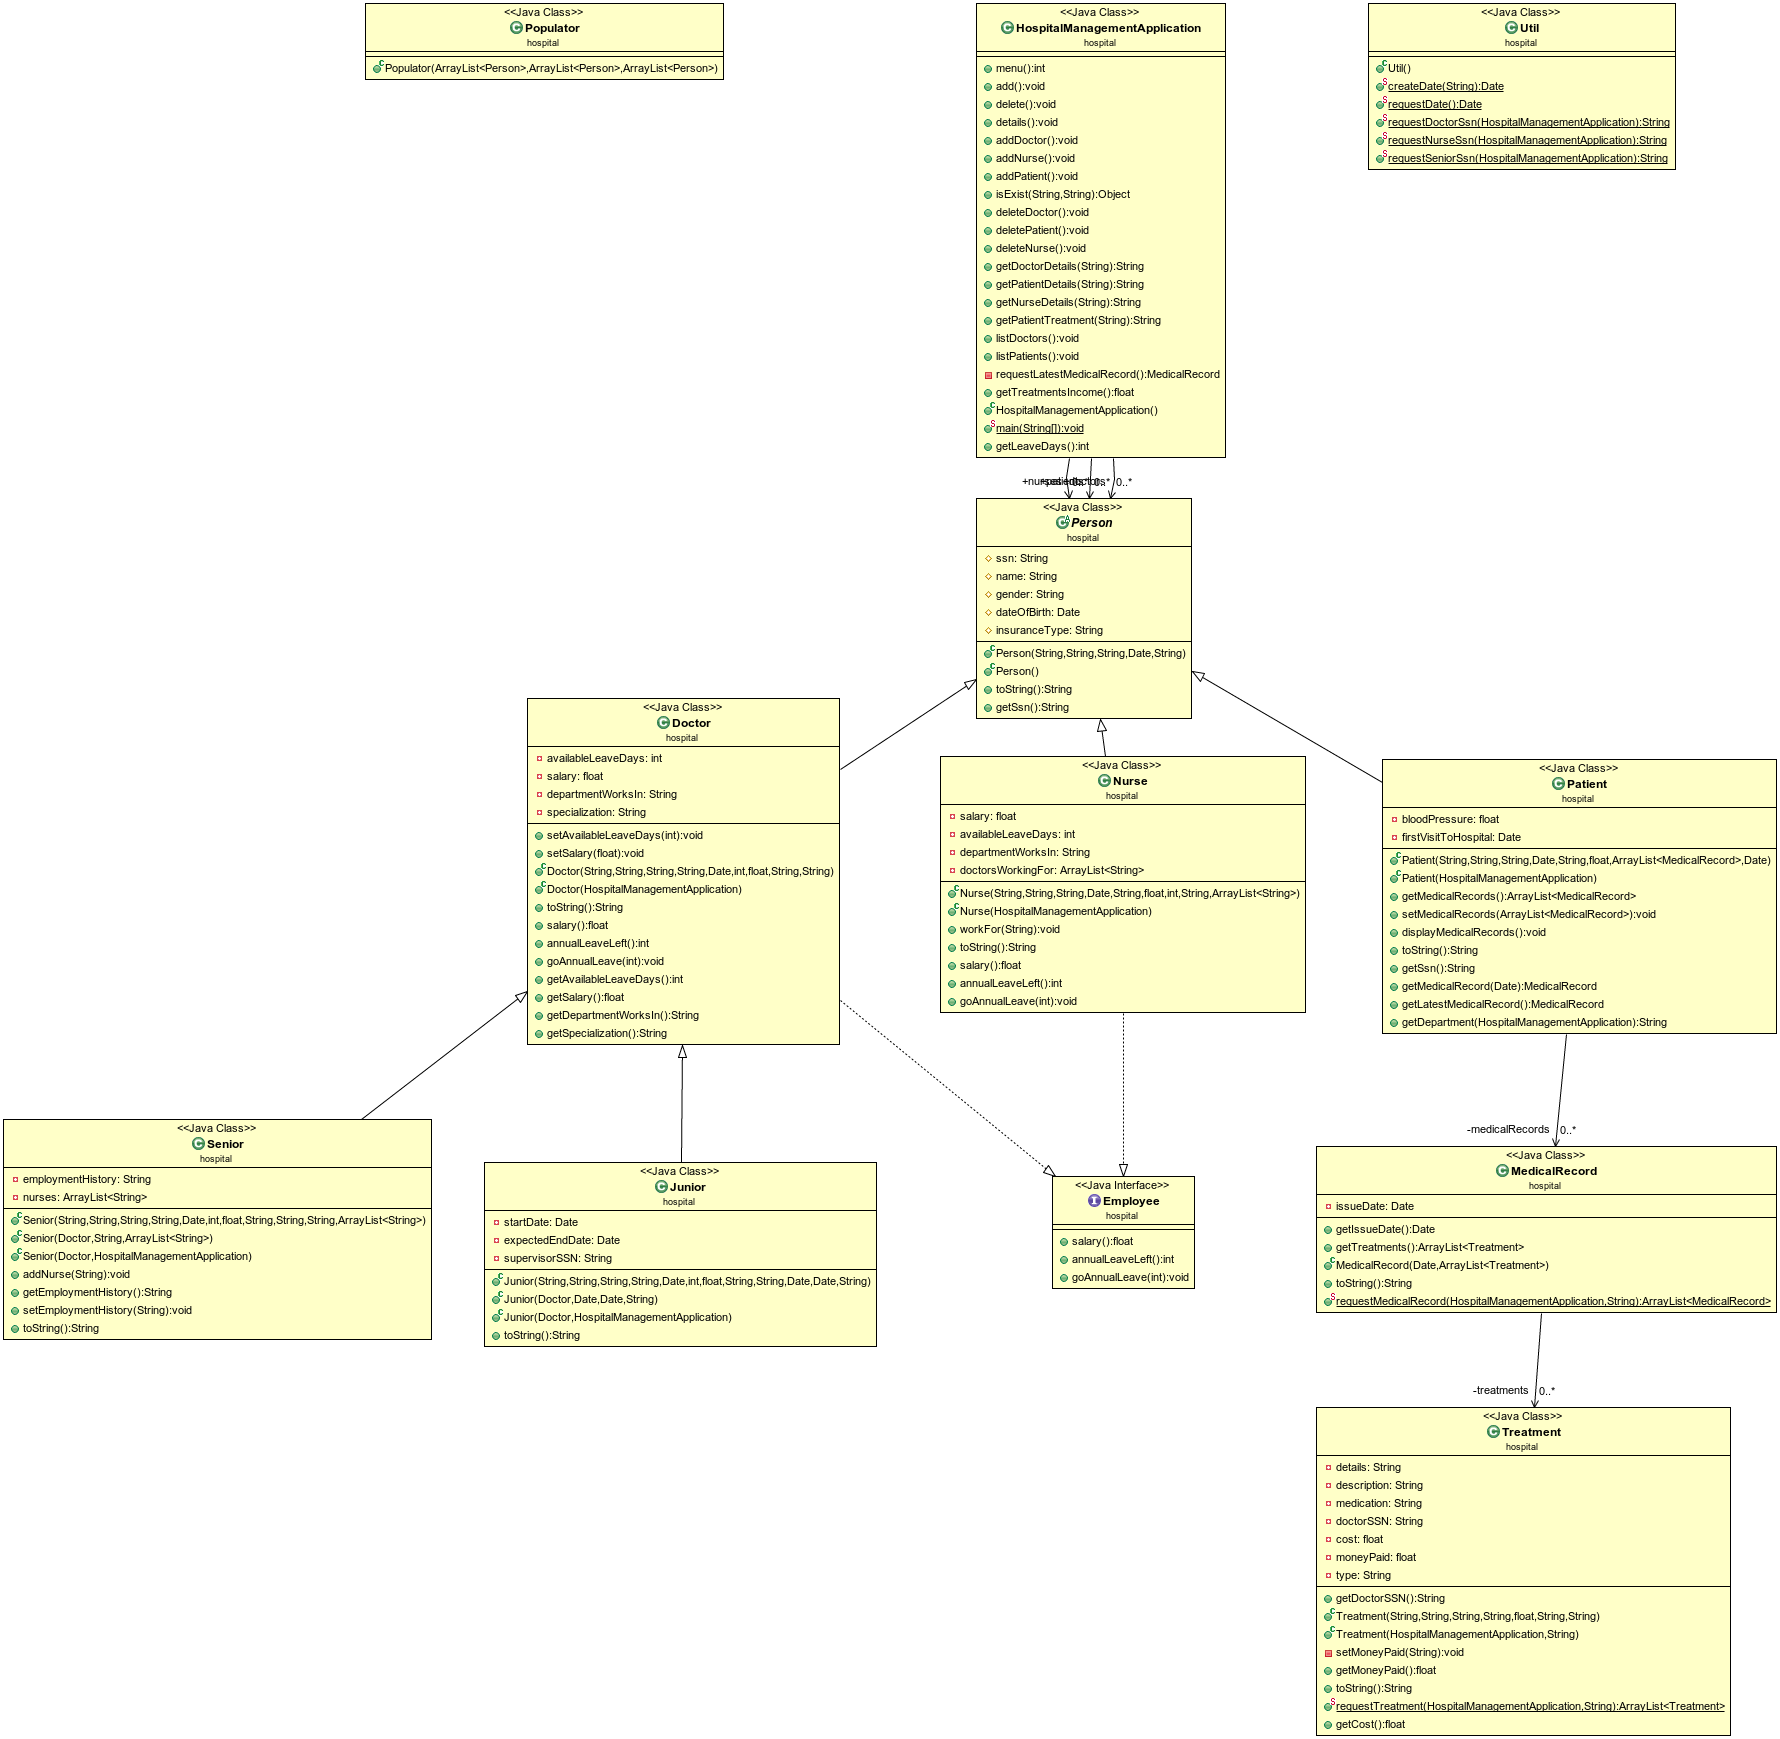 <<Java Class>>
Populator
hospital
Populator(ArrayList<Person>,ArrayList<Person>,ArrayList<Person>)
<<Java Class>>
HospitalManagementApplication
hospital
menu():int
add():void
delete():void
details():void
addDoctor():void
addNurse():void
addPatient():void
isExist(String,String):Object
deleteDoctor():void
deletePatient():void
deleteNurse():void
getDoctorDetails(String):String
getPatientDetails(String):String
getNurseDetails(String):String
getPatientTreatment(String):String
listDoctors():void
listPatients():void
requestLatestMedicalRecord():MedicalRecord
getTreatmentsIncome():float
HospitalManagementApplication()
main(String[]):void
getLeaveDays():int
<<Java Class>>
Util
hospital
Util()
createDate(String):Date
requestDate():Date
requestDoctorSsn(HospitalManagementApplication):String
requestNurseSsn(HospitalManagementApplication):String
requestSeniorSsn(HospitalManagementApplication):String
0..*
<<Java Class>>
Person
hospital
ssn: String
name: String
gender: String
dateOfBirth: Date
insuranceType: String
Person(String,String,String,Date,String)
Person()
toString():String
getSsn():String
<<Java Class>>
Doctor
hospital
availableLeaveDays: int
salary: float
departmentWorksIn: String
specialization: String
setAvailableLeaveDays(int):void
setSalary(float):void
Doctor(String,String,String,String,Date,int,float,String,String)
Doctor(HospitalManagementApplication)
toString():String
salary():float
annualLeaveLeft():int
goAnnualLeave(int):void
getAvailableLeaveDays():int
getSalary():float
getDepartmentWorksIn():String
getSpecialization():String
<<Java Class>>
Nurse
hospital
salary: float
availableLeaveDays: int
departmentWorksIn: String
doctorsWorkingFor: ArrayList<String>
Nurse(String,String,String,Date,String,float,int,String,ArrayList<String>)
Nurse(HospitalManagementApplication)
workFor(String):void
toString():String
salary():float
annualLeaveLeft():int
goAnnualLeave(int):void
<<Java Class>>
Patient
hospital
bloodPressure: float
firstVisitToHospital: Date
Patient(String,String,String,Date,String,float,ArrayList<MedicalRecord>,Date)
Patient(HospitalManagementApplication)
getMedicalRecords():ArrayList<MedicalRecord>
setMedicalRecords(ArrayList<MedicalRecord>):void
displayMedicalRecords():void
toString():String
getSsn():String
getMedicalRecord(Date):MedicalRecord
getLatestMedicalRecord():MedicalRecord
getDepartment(HospitalManagementApplication):String
<<Java Class>>
Senior
hospital
employmentHistory: String
nurses: ArrayList<String>
Senior(String,String,String,String,Date,int,float,String,String,String,ArrayList<String>)
Senior(Doctor,String,ArrayList<String>)
Senior(Doctor,HospitalManagementApplication)
addNurse(String):void
getEmploymentHistory():String
setEmploymentHistory(String):void
toString():String
<<Java Class>>
Junior
hospital
startDate: Date
expectedEndDate: Date
supervisorSSN: String
Junior(String,String,String,String,Date,int,float,String,String,Date,Date,String)
Junior(Doctor,Date,Date,String)
Junior(Doctor,HospitalManagementApplication)
toString():String
<<Java Interface>>
Employee
hospital
salary():float
annualLeaveLeft():int
goAnnualLeave(int):void
-medicalRecords 0..*
<<Java Class>>
MedicalRecord
hospital
issueDate: Date
getIssueDate():Date
getTreatments():ArrayList<Treatment>
MedicalRecord(Date,ArrayList<Treatment>)
toString():String
requestMedicalRecord(HospitalManagementApplication,String):ArrayList<MedicalRecord>
-treatments 0..*
<<Java Class>>
Treatment
hospital
details: String
description: String
medication: String
doctorSSN: String
cost: float
moneyPaid: float
type: String
getDoctorSSN():String
Treatment(String,String,String,String,float,String,String)
Treatment(HospitalManagementApplication,String)
setMoneyPaid(String):void
getMoneyPaid():float
toString():String
requestTreatment(HospitalManagementApplication,String):ArrayList<Treatment>
getCost():float